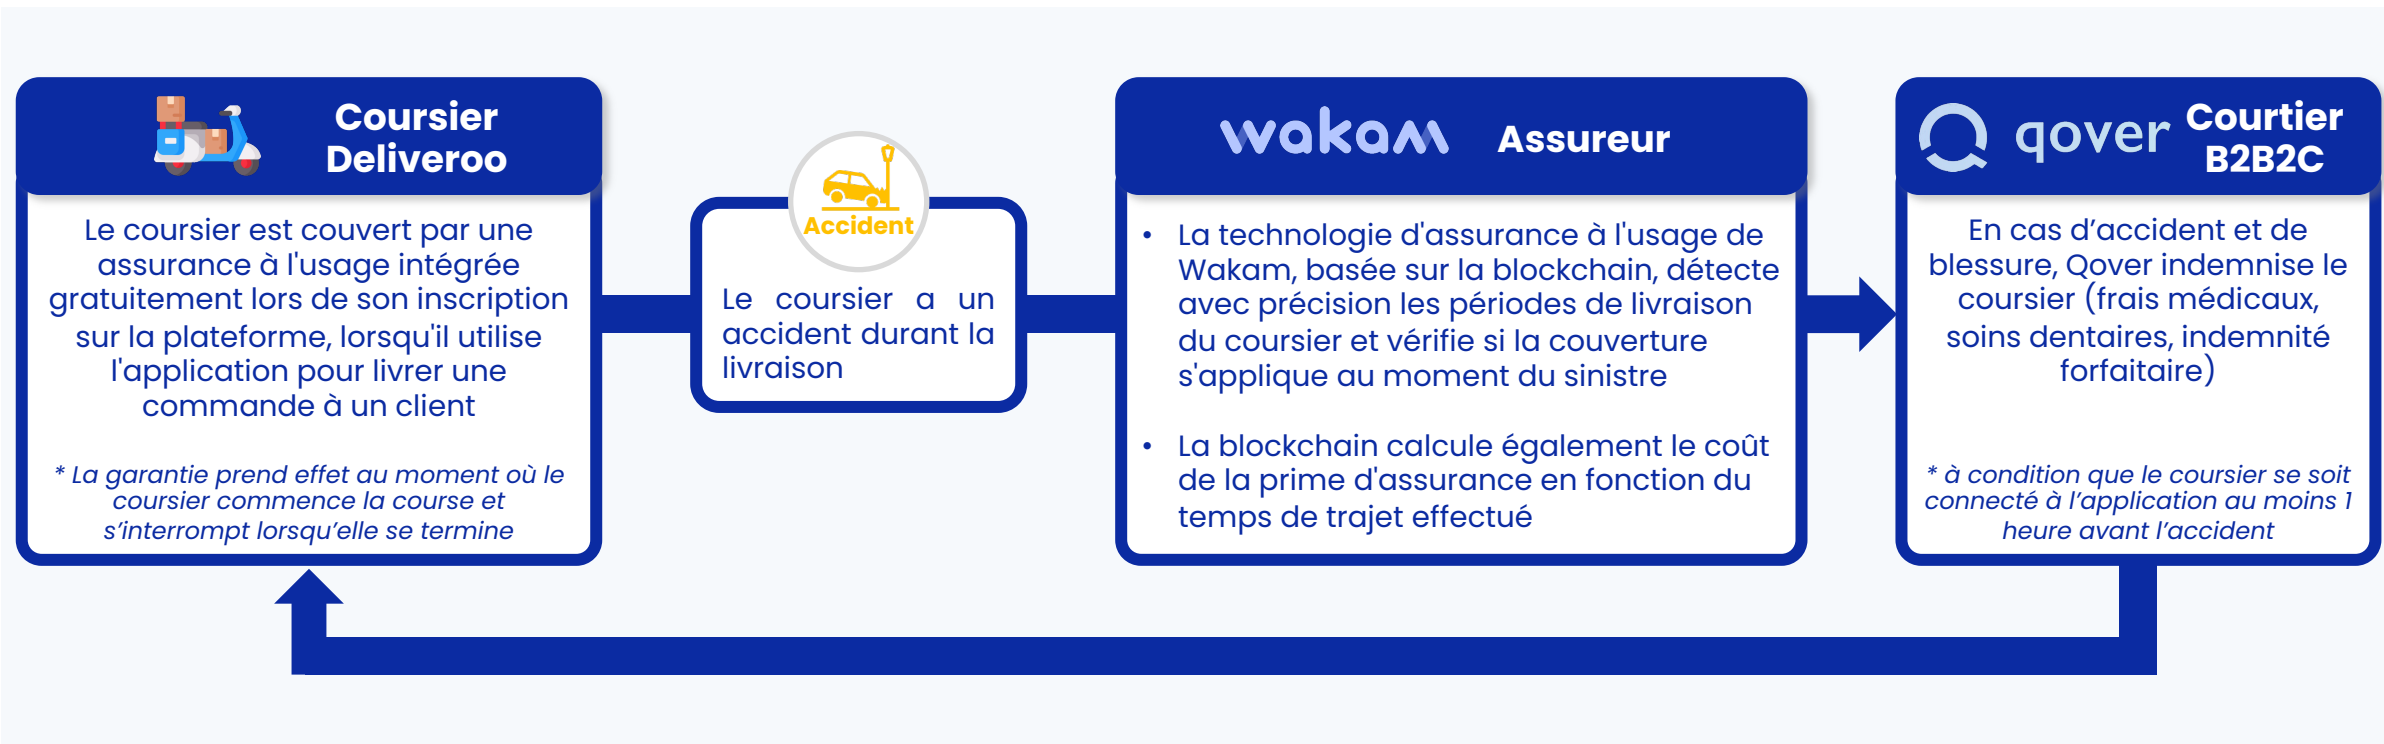 Coursier
Deliveroo
Le coursier est couvert par une
assurance à l'usage intégrée
gratuitement lors de son inscription
sur la plateforme, lorsqu'il utilise
l'application pour livrer une
commande à un client
* La garantie prend effet au moment où le
coursier commence la course et
s’interrompt lorsqu’elle se termine
Accident
Le coursier a un
accident durant la
livraison
wakam Assureur
• La technologie d'assurance à l'usage de
Wakam, basée sur la blockchain, détecte
avec précision les périodes de livraison
du coursier et vérifie si la couverture
s'applique au moment du sinistre
• La blockchain calcule également le coût
de la prime d'assurance en fonction du
temps de trajet effectué
qover Courtier
B2B2C
En cas d’accident et de
blessure, Qover indemnise le
coursier (frais médicaux,
soins dentaires, indemnité
forfaitaire)
* à condition que le coursier se soit
connecté à l’application au moins 1
heure avant l’accident